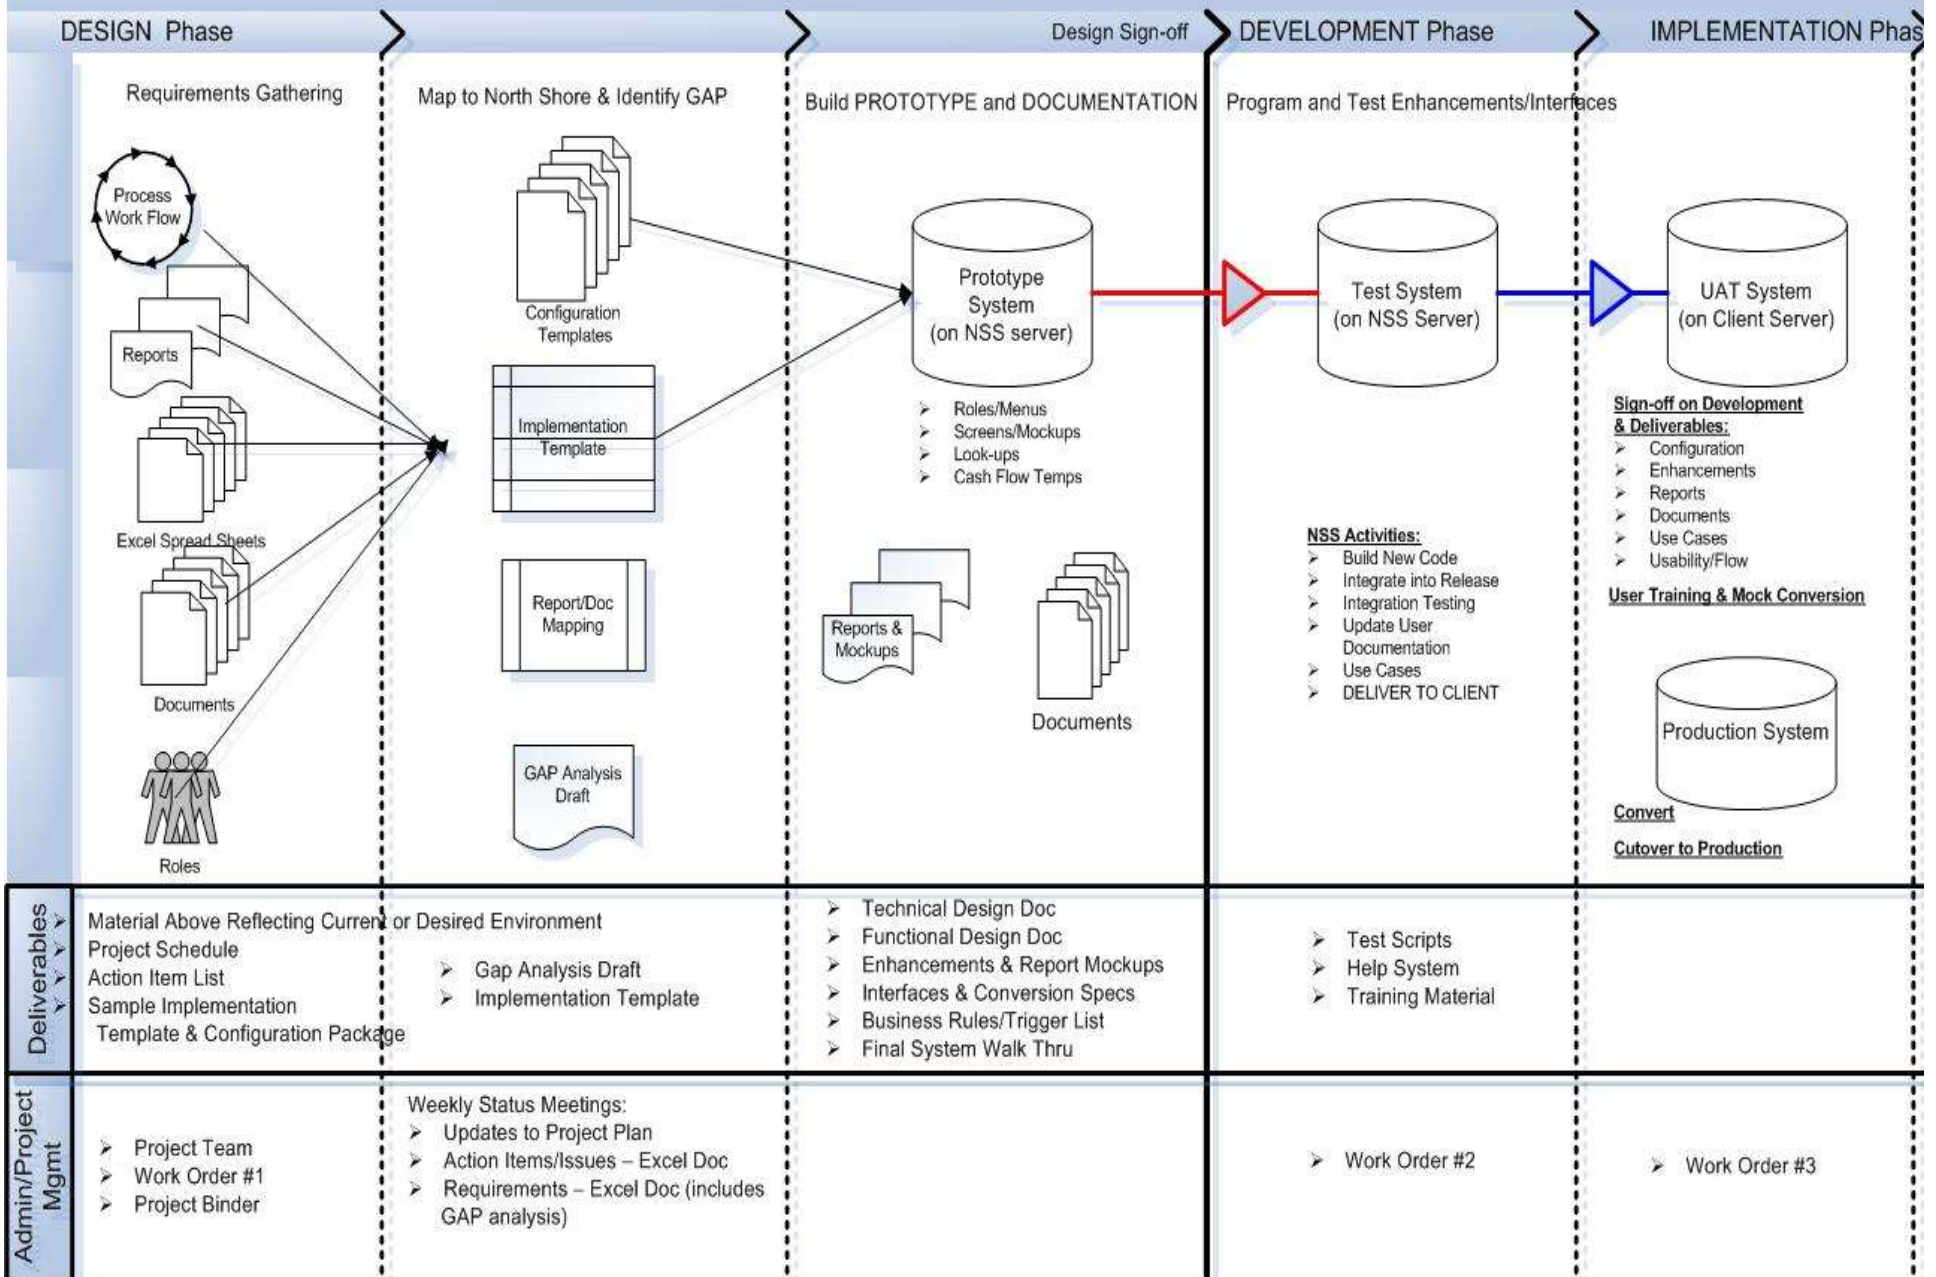 DESIGN Phase
Design Sign-off
DEVELOPMENT Phase
IMPLEMENTATION Phas
Requirements Gathering
Map to North Shore & Identify GAP
Build PROTOTYPE and DOCUMENTATION
Program and Test Enhancements/Interfaces
Process
Work Flow
Reports
Excel Spread Sheets
Documents
Roles
Configuration
Templates
Implementation
Template
Report/Doc
Mapping
GAP Analysis
Draft
Prototype
System
(on NSS server)
Roles/Menus
Screens/Mockups
Look-ups
Cash Flow Temps
Reports &
Mockups
Documents
Test System
(on NSS Server)
NSS Activities:
Build New Code
Integrate into Release
Integration Testing
Update User
Documentation
Use Cases
DELIVER TO CLIENT
UAT System
(on Client Server)
Sign-off on Development
& Deliverables:
Configuration
Enhancements
Reports
Documents
Use Cases
Usability/Flow
User Training & Mock Conversion
Production System
Convert
Cutover to Production
Deliverables
Material Above Reflecting Current or Desired Environment
Project Schedule
Action Item List
Sample Implementation
Template & Configuration Package
Gap Analysis Draft
Implementation Template
Technical Design Doc
Functional Design Doc
Enhancements & Report Mockups
Interfaces & Conversion Specs
Business Rules/Trigger List
Final System Walk Thru
Test Scripts
Help System
Training Material
Admin/Project
Mgmt
Project Team
Work Order #1
Project Binder
Weekly Status Meetings:
Updates to Project Plan
Action Items/Issues – Excel Doc
Requirements – Excel Doc (includes
GAP analysis)
Work Order #2
Work Order #3